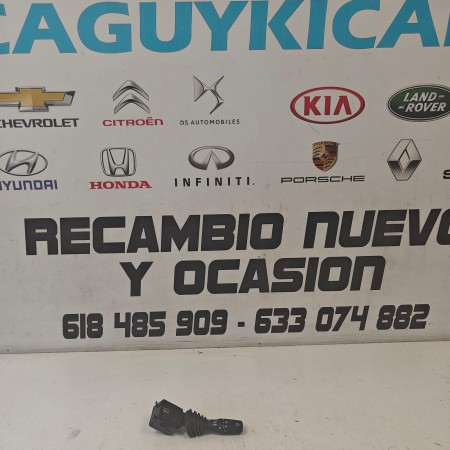 CAGUYKICAR
CHEVROLET CITROËN DS AUTOMOBILES KIA LAND ROVER
HYUNDAI HONDA INFINITI PORSCHE
RECAMBIO NUEVO
Y OCASION
618 485 909 - 633 074 882